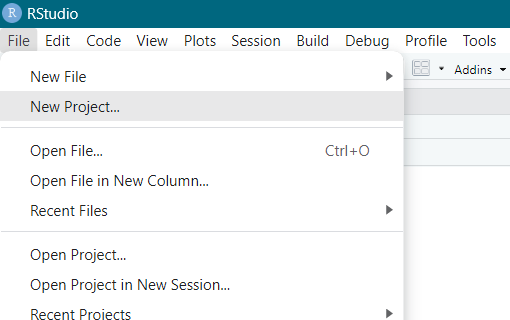 R RStudio
File Edit Code View Plots Session Build Debug Profile Tools
Addins
New File
New Project...
Open File... Ctrl+O
Open File in New Column...
Recent Files
Open Project...
Open Project in New Session...
Recent Projects